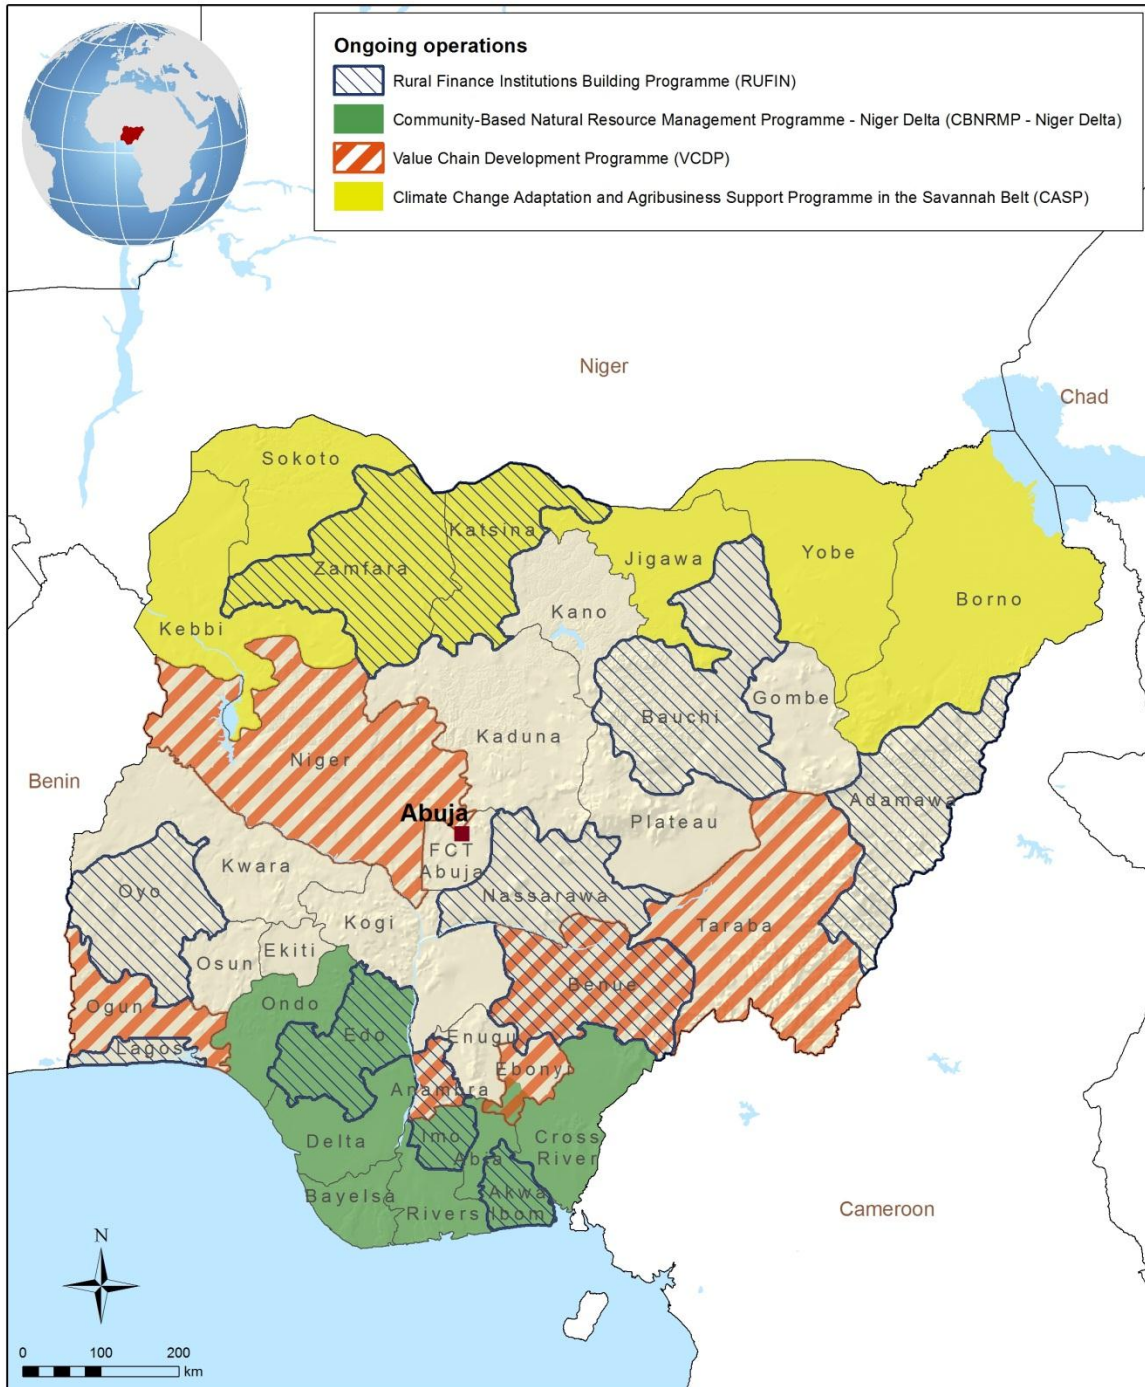 Ongoing operations
Rural Finance Institutions Building Programme (RUFIN)
Community-Based Natural Resource Management Programme - Niger Delta (CBNRMP - Niger Delta)
Value Chain Development Programme (VCDP)
Climate Change Adaptation and Agribusiness Support Programme in the Savannah Belt (CASP)
Niger
Chad
Sokoto
Katsina
Zamfara
Jigawa
Yobe
Kano
Borno
Kebbi
Gombe
Bauchi
Kaduna
Niger
Benin
Adamawa
Abuja
Plateau
FCT
Abuja
Kwara
Oyo
Nassarawa
Kogi
Taraba
Ekiti
Osun
Benue
Ondo
Ogun
Edo
Enugu
Lagos
Ebonyi
Anambra
Delta
Imo
Cross
River
Abia
Bayelsa
Akwa
Ibom
Rivers
Cameroon
N
0 100 200
km